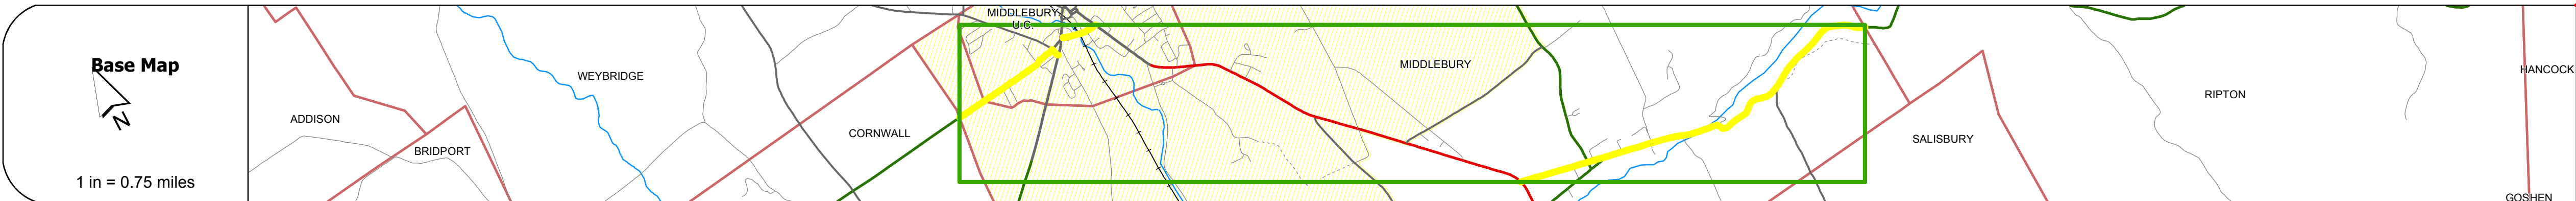 Base Map
N
1 in = 0.75 miles
ADDISON
BRIDPORT
WEYBRIDGE
CORNWALL
MIDDLEBURY
U.C.
MIDDLEBURY
SALISBURY
RIPTON
HANCOCK
GOSHEN